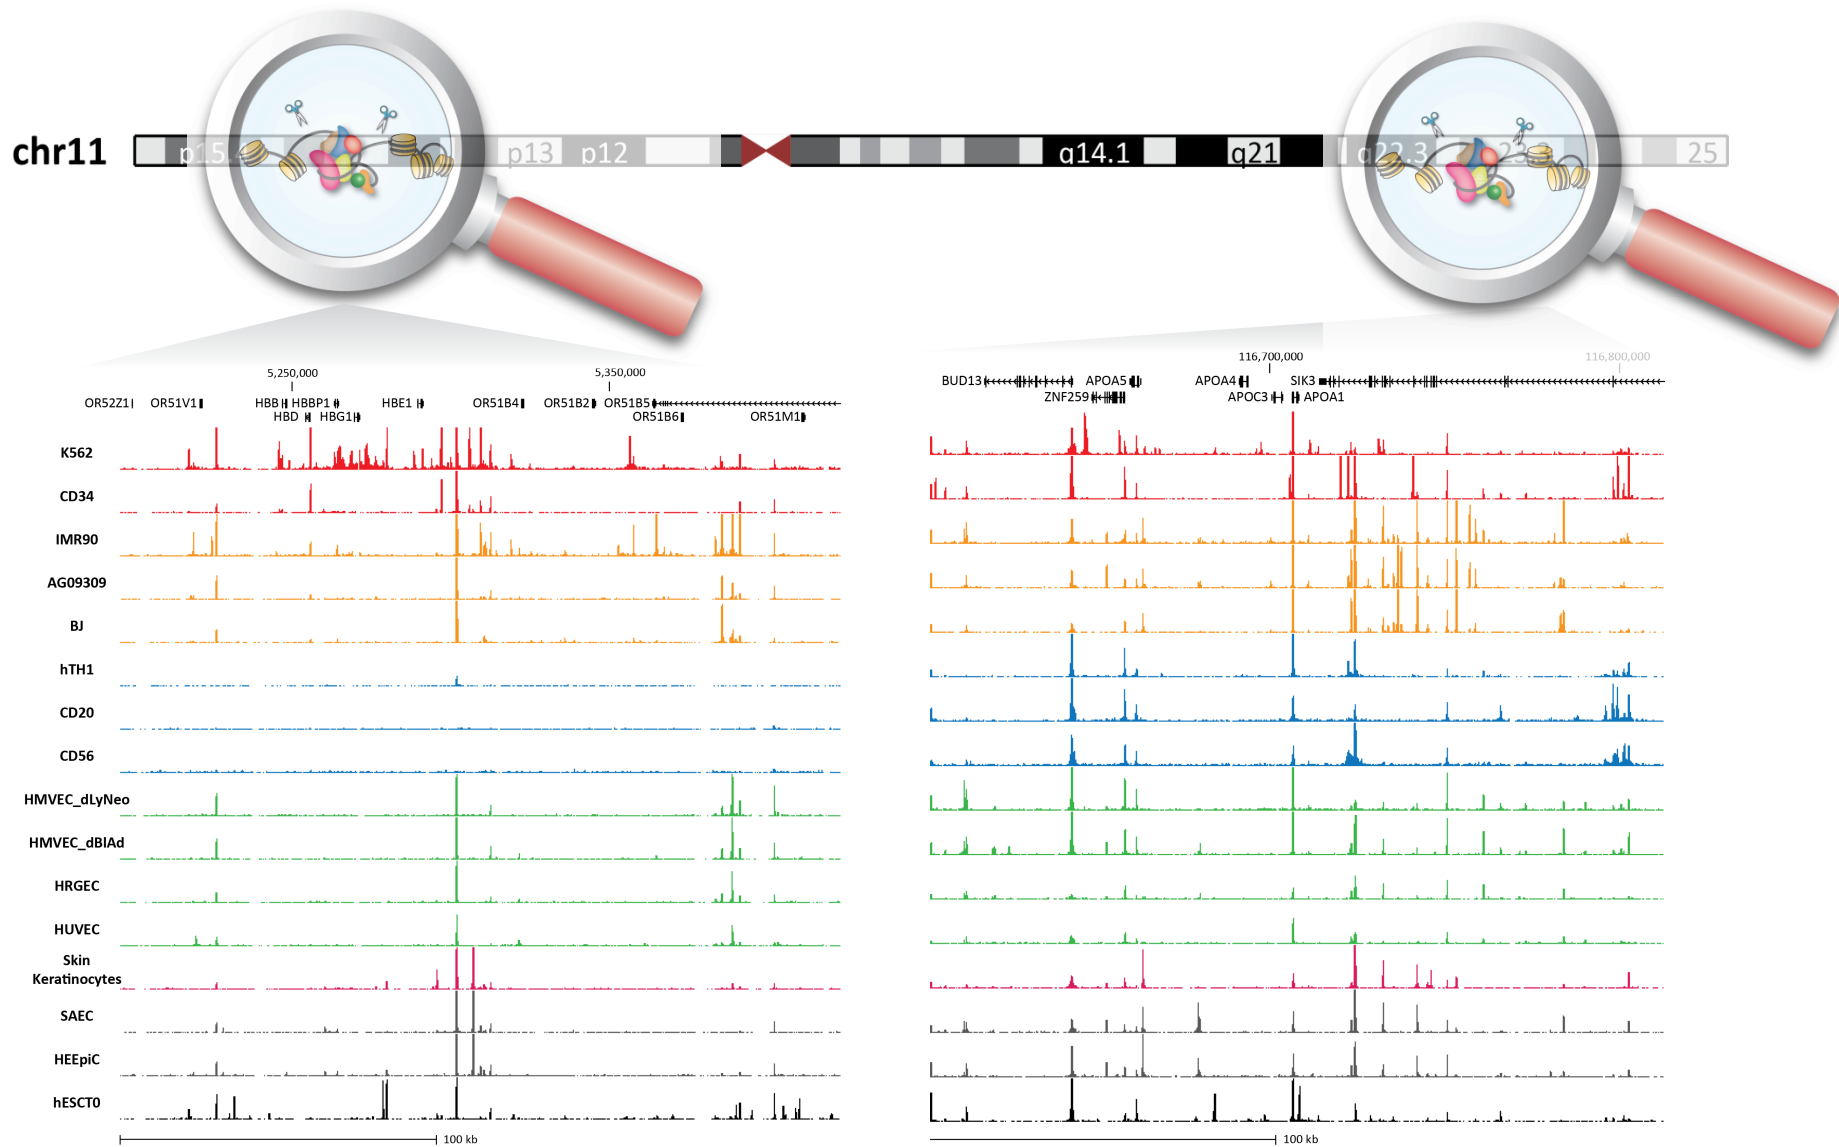 chr11
p15.4 p13 p12 q14.1 q21 q22.3 23.3 25
5,250,000 5,350,000
OR52Z1 OR51V1 HBB HBBP1 HBE1 OR51B4 OR51B2 OR51B5
HBD HBG1 OR51B6 OR51M1
116,700,000 116,800,000
BUD13 APOA5 APOA4 SIK3
ZNF259 APOC3 APOA1
K562
CD34
IMR90
AG09309
BJ
hTH1
CD20
CD56
HMVEC_dLyNeo
HMVEC_dBlAd
HRGEC
HUVEC
Skin
Keratinocytes
SAEC
HEEpiC
hESCT0
100 kb 100 kb